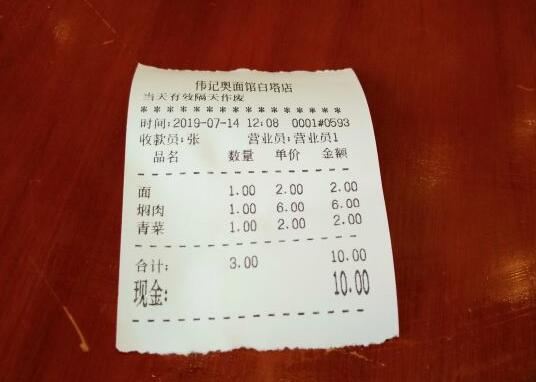 伟记奥面馆白塔店
当天有效隔天作废
* * * * * * * * * * * * * * * *
时间:2019-07-14 12:08 0001#0593
收款员:张 营业员:营业员1
品名 数量 单价 金额
- - - - - - - - - - - - - - - -
面 1.00 2.00 2.00
焖肉 1.00 6.00 6.00
青菜 1.00 2.00 2.00
- - - - - - - - - - - - - - - -
合计: 3.00 10.00
现金: 10.00
- - - - - - - - - - - - - - - -